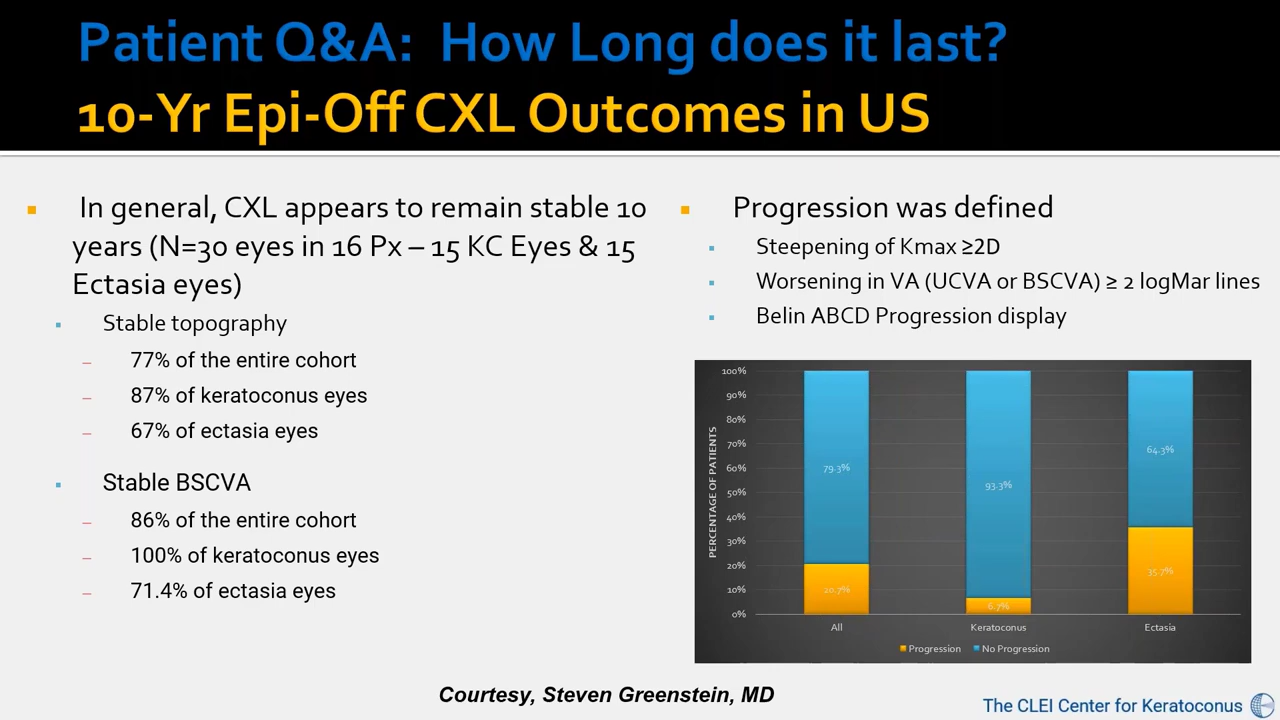 Patient Q&A: How Long does it last?
10-Yr Epi-Off CXL Outcomes in US
In general, CXL appears to remain stable 10
years (N=30 eyes in 16 Px – 15 KC Eyes & 15
Ectasia eyes)
Stable topography
– 77% of the entire cohort
– 87% of keratoconus eyes
– 67% of ectasia eyes
Stable BSCVA
– 86% of the entire cohort
– 100% of keratoconus eyes
– 71.4% of ectasia eyes
Progression was defined
Steepening of Kmax ≥2D
Worsening in VA (UCVA or BSCVA) ≥ 2 logMar lines
Belin ABCD Progression display
PERCENTAGE OF PATIENTS
100%
90%
80%
70%
60%
50%
40%
30%
20%
10%
0%
79.3%
20.7%
93.3%
6.7%
64.3%
35.7%
All
Keratoconus
Ectasia
Progression
No Progression
Courtesy, Steven Greenstein, MD
The CLEI Center for Keratoconus